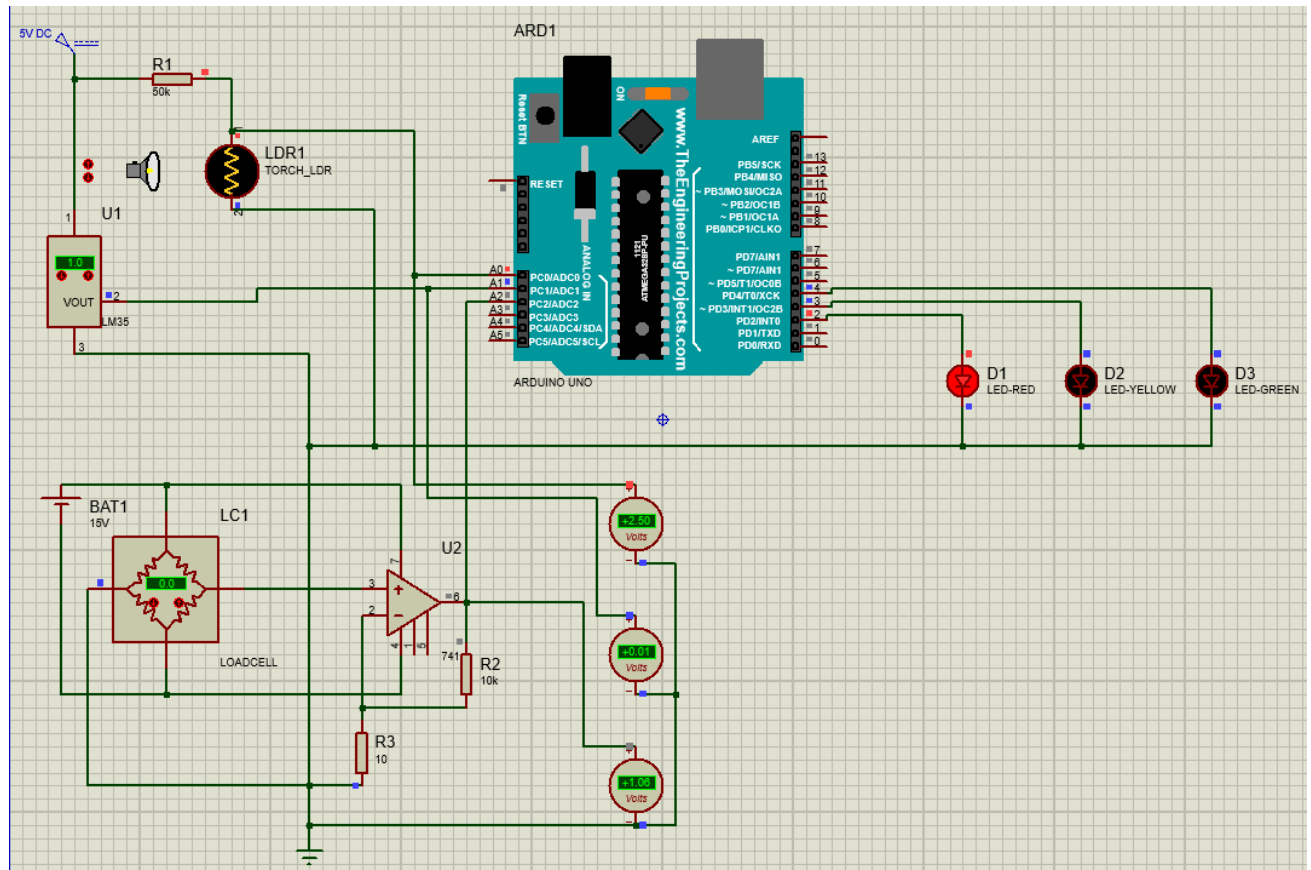 5V DC
R1
50k
LDR1
TORCH_LDR
U1
1
1.0
VOUT
2
LM35
3
1
2
ARD1
ARDUINO UNO
Reset BTN
ON
www.TheEngineeringProjects.com
ANALOG IN
1121
ATMEGA328P-PU
RESET
A0 PC0/ADC0
A1 PC1/ADC1
A2 PC2/ADC2
A3 PC3/ADC3
A4 PC4/ADC4/SDA
A5 PC5/ADC5/SCL
AREF
PB5/SCK 13
PB4/MISO 12
~ PB3/MOSI/OC2A 11
~ PB2/OC1B 10
~ PB1/OC1A 9
PB0/ICP1/CLKO 8
PD7/AIN1 7
~ PD7/AIN1 6
~ PD5/T1/OC0B 5
PD4/T0/XCK 4
~ PD3/INT1/OC2B 3
PD2/INT0 2
PD1/TXD 1
PD0/RXD 0
D1
LED-RED
D2
LED-YELLOW
D3
LED-GREEN
BAT1
15V
LC1
0.0
LOADCELL
U2
7
3
2
6
4
1
5
741
R2
10k
R3
10
+2.50
Volts
+0.01
Volts
+1.06
Volts